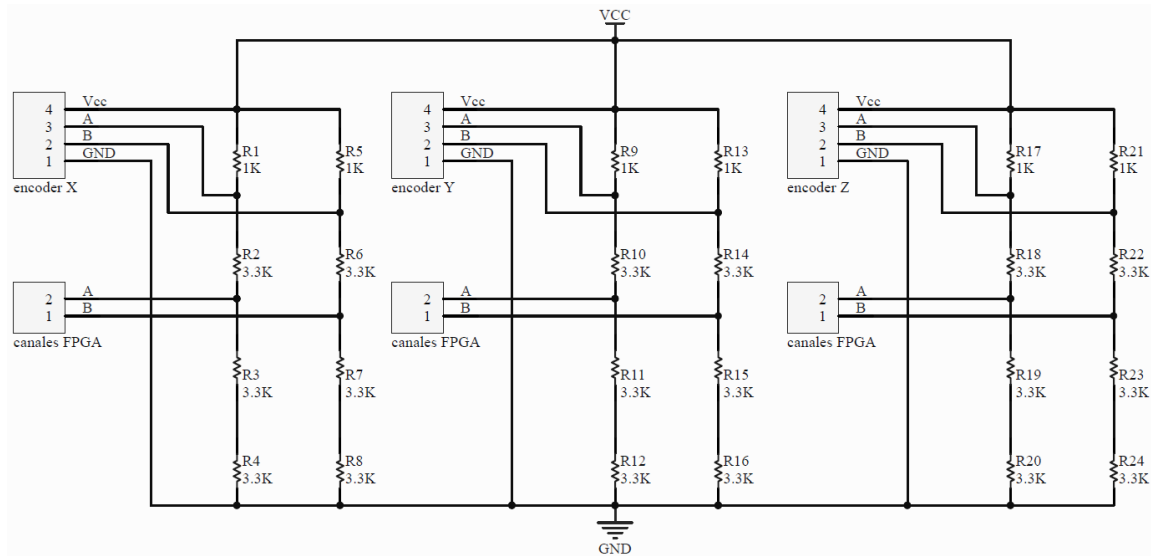 VCC
4 Vcc
3 A
2 B
1 GND
encoder X
R1
1K
R5
1K
4 Vcc
3 A
2 B
1 GND
encoder Y
R9
1K
R13
1K
4 Vcc
3 A
2 B
1 GND
encoder Z
R17
1K
R21
1K
R2
3.3K
R6
3.3K
R10
3.3K
R14
3.3K
R18
3.3K
R22
3.3K
2 A
1 B
canales FPGA
2 A
1 B
canales FPGA
2 A
1 B
canales FPGA
R3
3.3K
R7
3.3K
R11
3.3K
R15
3.3K
R19
3.3K
R23
3.3K
R4
3.3K
R8
3.3K
R12
3.3K
R16
3.3K
R20
3.3K
R24
3.3K
GND